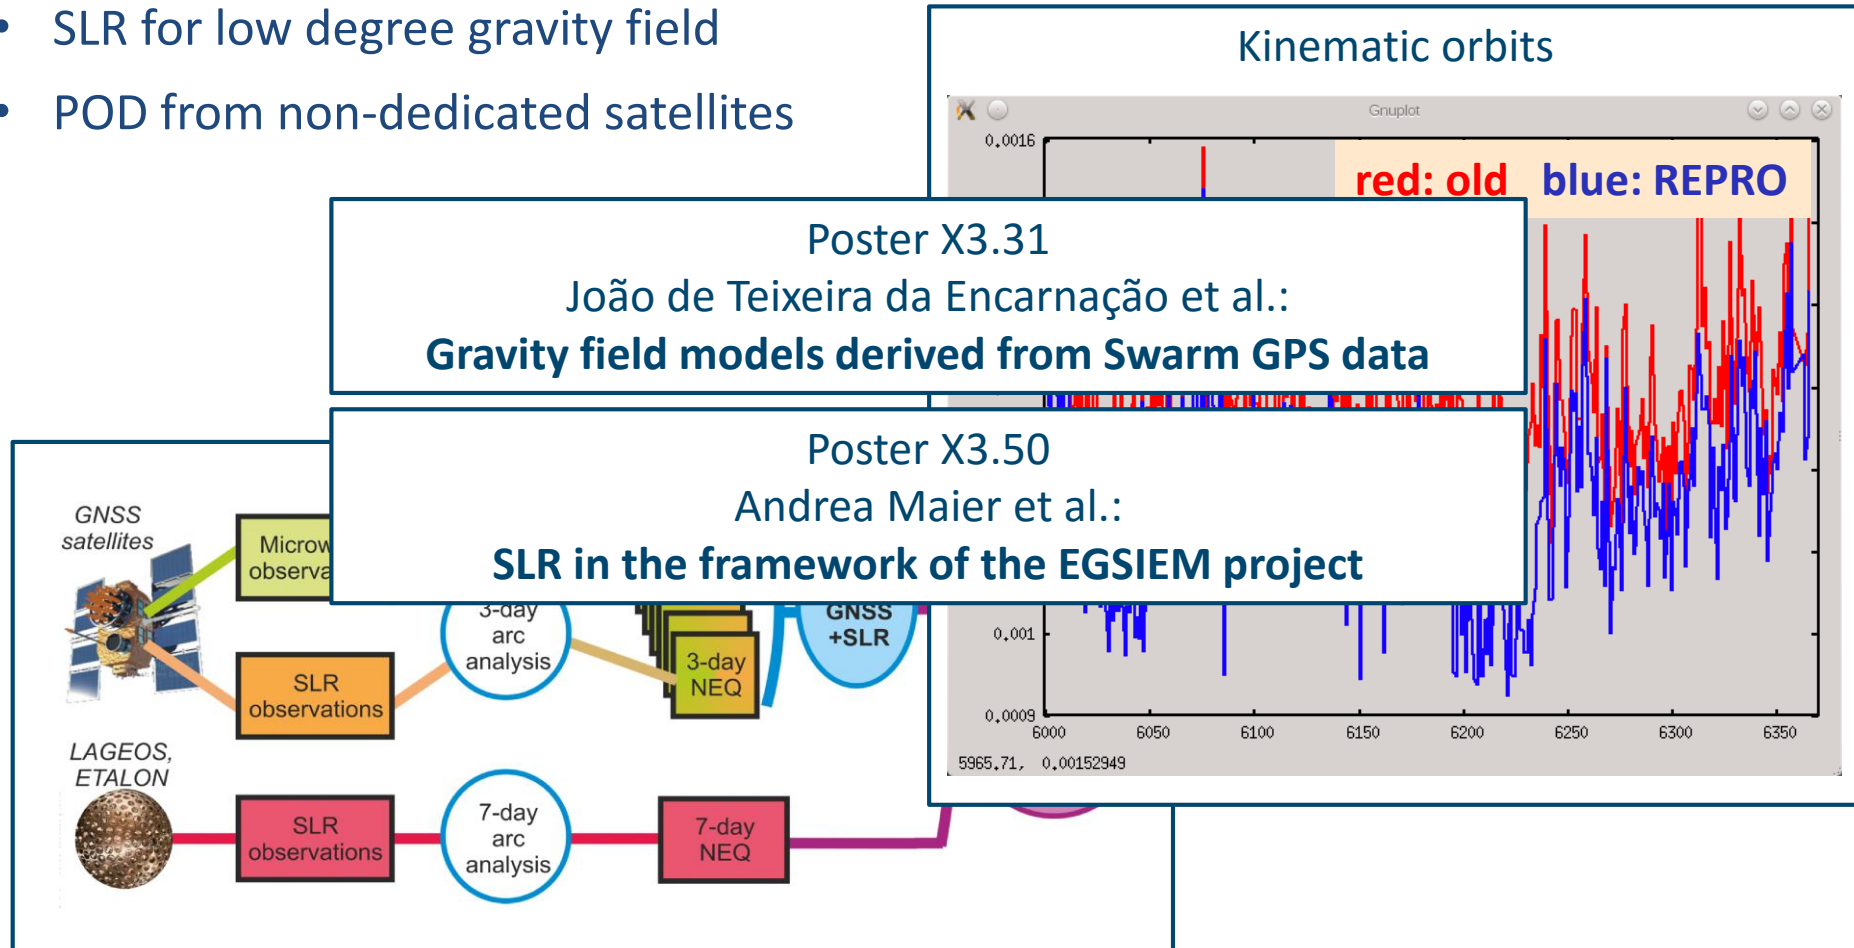 • SLR for low degree gravity field
• POD from non-dedicated satellites
Kinematic orbits
Gnuplot
0.0016
red: old blue: REPRO
Poster X3.31
João de Teixeira da Encarnação et al.:
Gravity field models derived from Swarm GPS data
Poster X3.50
Andrea Maier et al.:
SLR in the framework of the EGSIEM project
GNSS
satellites
3-day
arc
analysis
GNSS
+SLR
3-day
NEQ
SLR
observations
0.001
0.0009
6000 6050 6100 6150 6200 6250 6300 6350
5965.71, 0.00152949
LAGEOS,
ETALON
SLR
observations
7-day
arc
analysis
7-day
NEQ